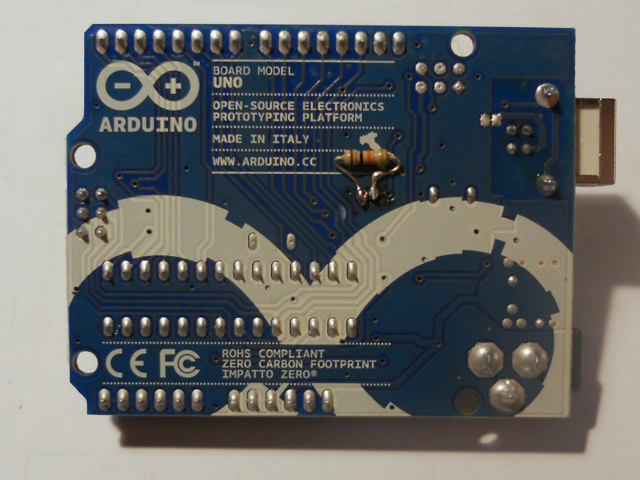 ™
ARDUINO
BOARD MODEL
UNO
OPEN-SOURCE ELECTRONICS
PROTOTYPING PLATFORM
MADE IN ITALY
WWW.ARDUINO.CC
CE FC
ROHS COMPLIANT
ZERO CARBON FOOTPRINT
IMPATTO ZERO®